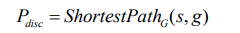 P_disc = ShortestPath_G(s, g)